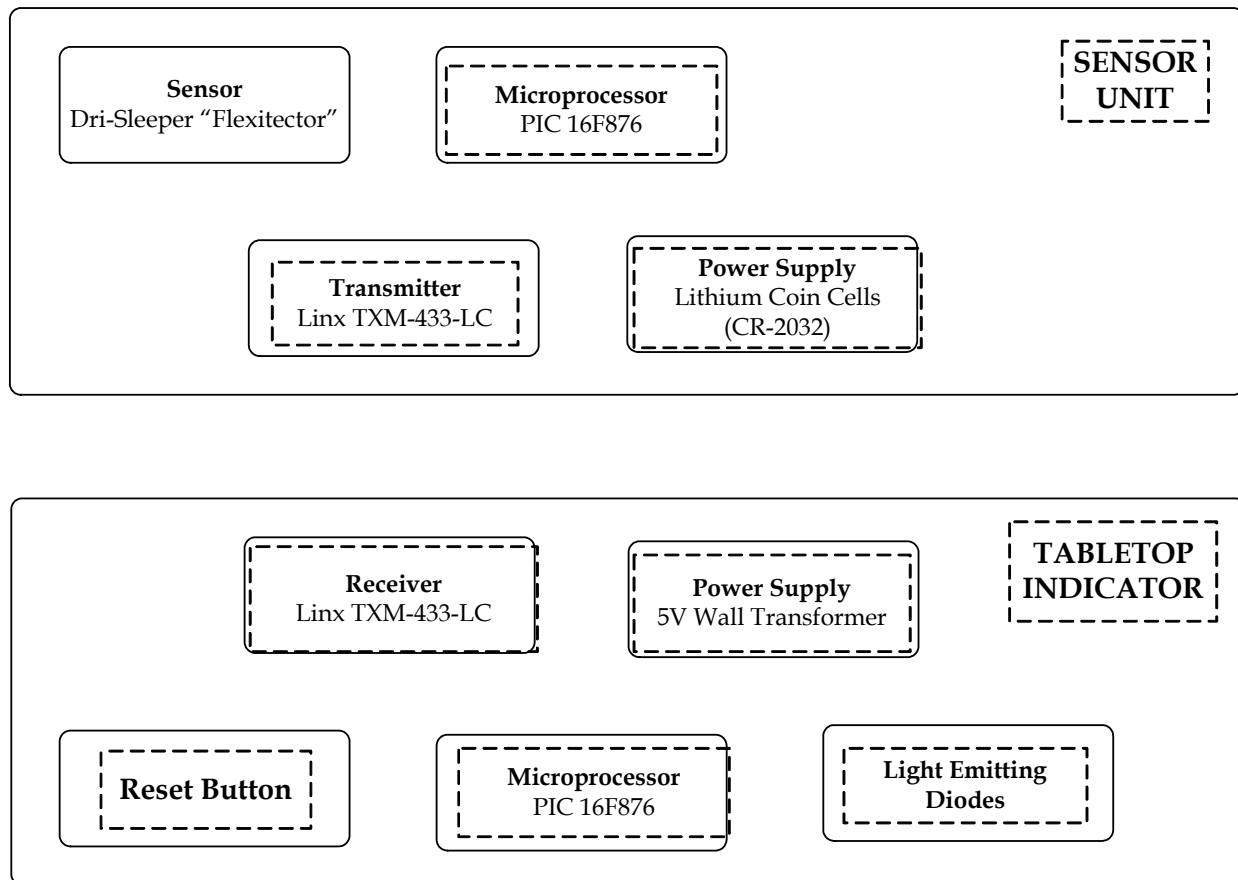 Sensor
Dri-Sleeper “Flexitector”
Microprocessor
PIC 16F876
SENSOR
UNIT
Transmitter
Linx TXM-433-LC
Power Supply
Lithium Coin Cells
(CR-2032)
Receiver
Linx TXM-433-LC
Power Supply
5V Wall Transformer
TABLETOP
INDICATOR
Reset Button
Microprocessor
PIC 16F876
Light Emitting
Diodes